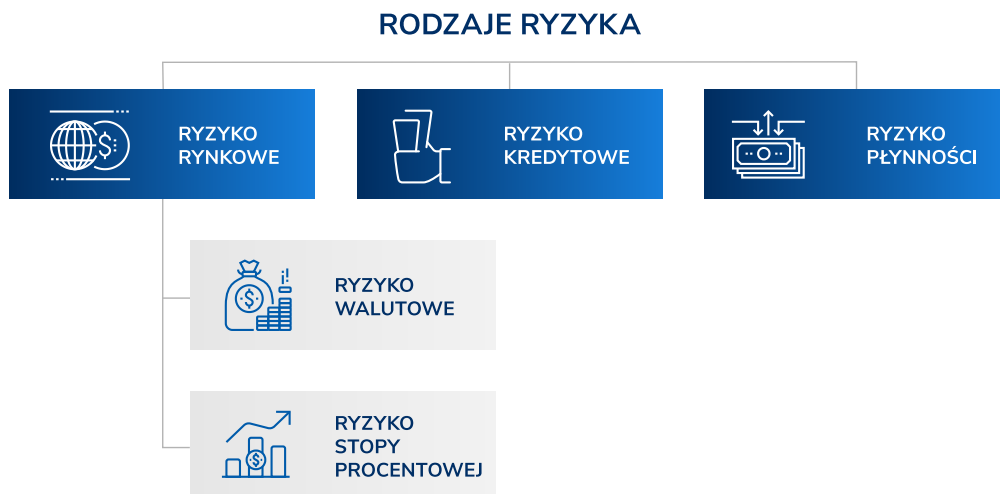 RODZAJE RYZYKA
RYZYKO
RYNKOWE
RYZYKO
KREDYTOWE
RYZYKO
PŁYNNOŚCI
RYZYKO
WALUTOWE
RYZYKO
STOPY
PROCENTOWEJ